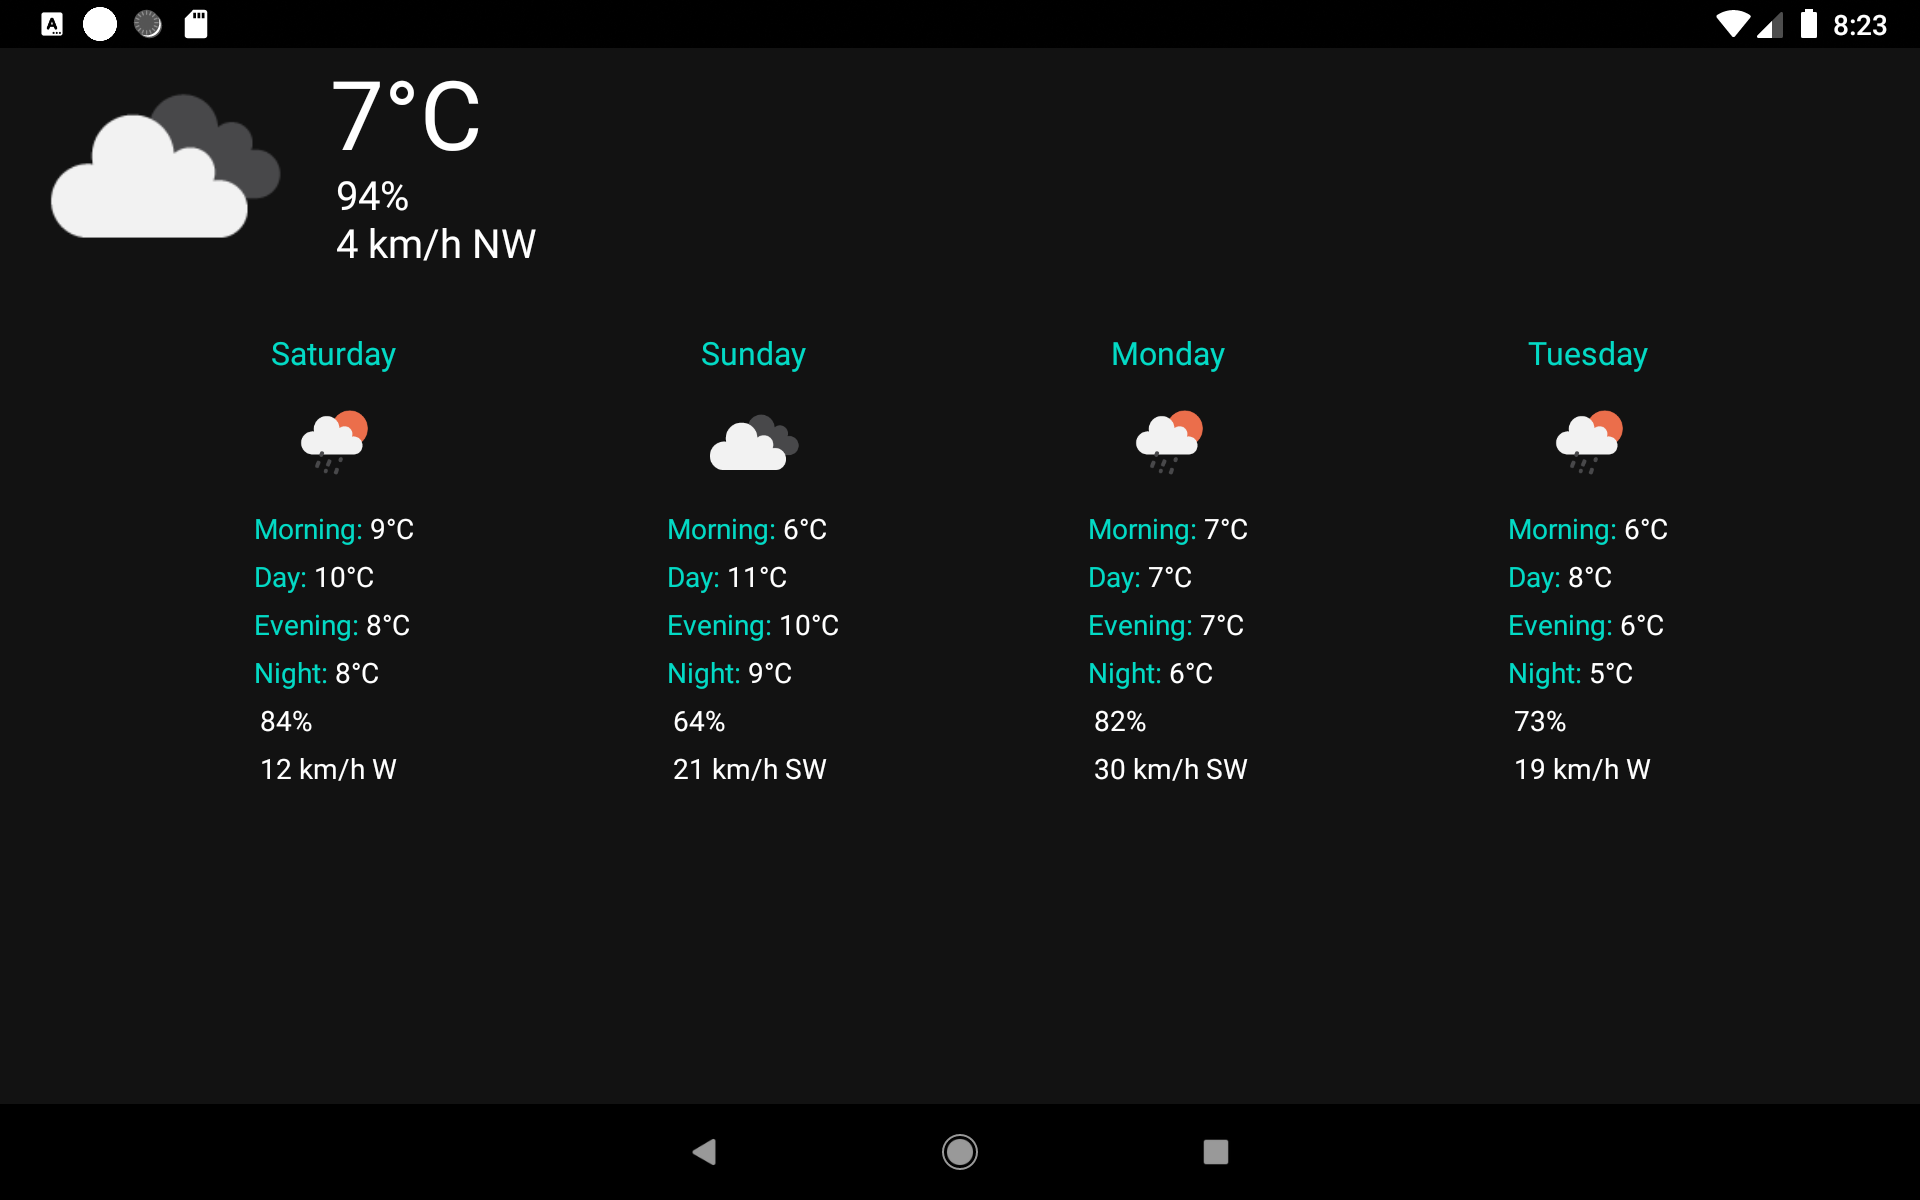 A
8:23
7°C
94%
4 km/h NW
Saturday
Morning: 9°C
Day: 10°C
Evening: 8°C
Night: 8°C
84%
12 km/h W
Sunday
Morning: 6°C
Day: 11°C
Evening: 10°C
Night: 9°C
64%
21 km/h SW
Monday
Morning: 7°C
Day: 7°C
Evening: 7°C
Night: 6°C
82%
30 km/h SW
Tuesday
Morning: 6°C
Day: 8°C
Evening: 6°C
Night: 5°C
73%
19 km/h W